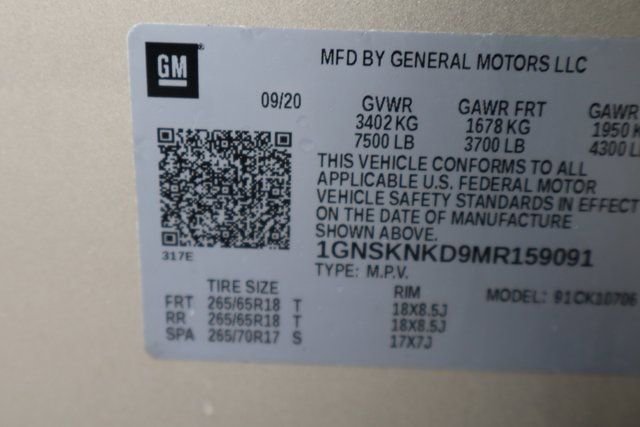 GM
MFD BY GENERAL MOTORS LLC
09/20
GVWR GAWR FRT GAWR
3402 KG 1678 KG 1950 K
7500 LB 3700 LB 4300 L
THIS VEHICLE CONFORMS TO ALL
APPLICABLE U.S. FEDERAL MOTOR
VEHICLE SAFETY STANDARDS IN EFFECT
ON THE DATE OF MANUFACTURE
SHOWN ABOVE.
317E
1GNSKNKD9MR159091
TYPE: M.P.V.
TIRE SIZE RIM MODEL:
FRT 265/65R18 T 18X8.5J
RR 265/65R18 T 18X8.5J
SPA 265/70R17 S 17X7J